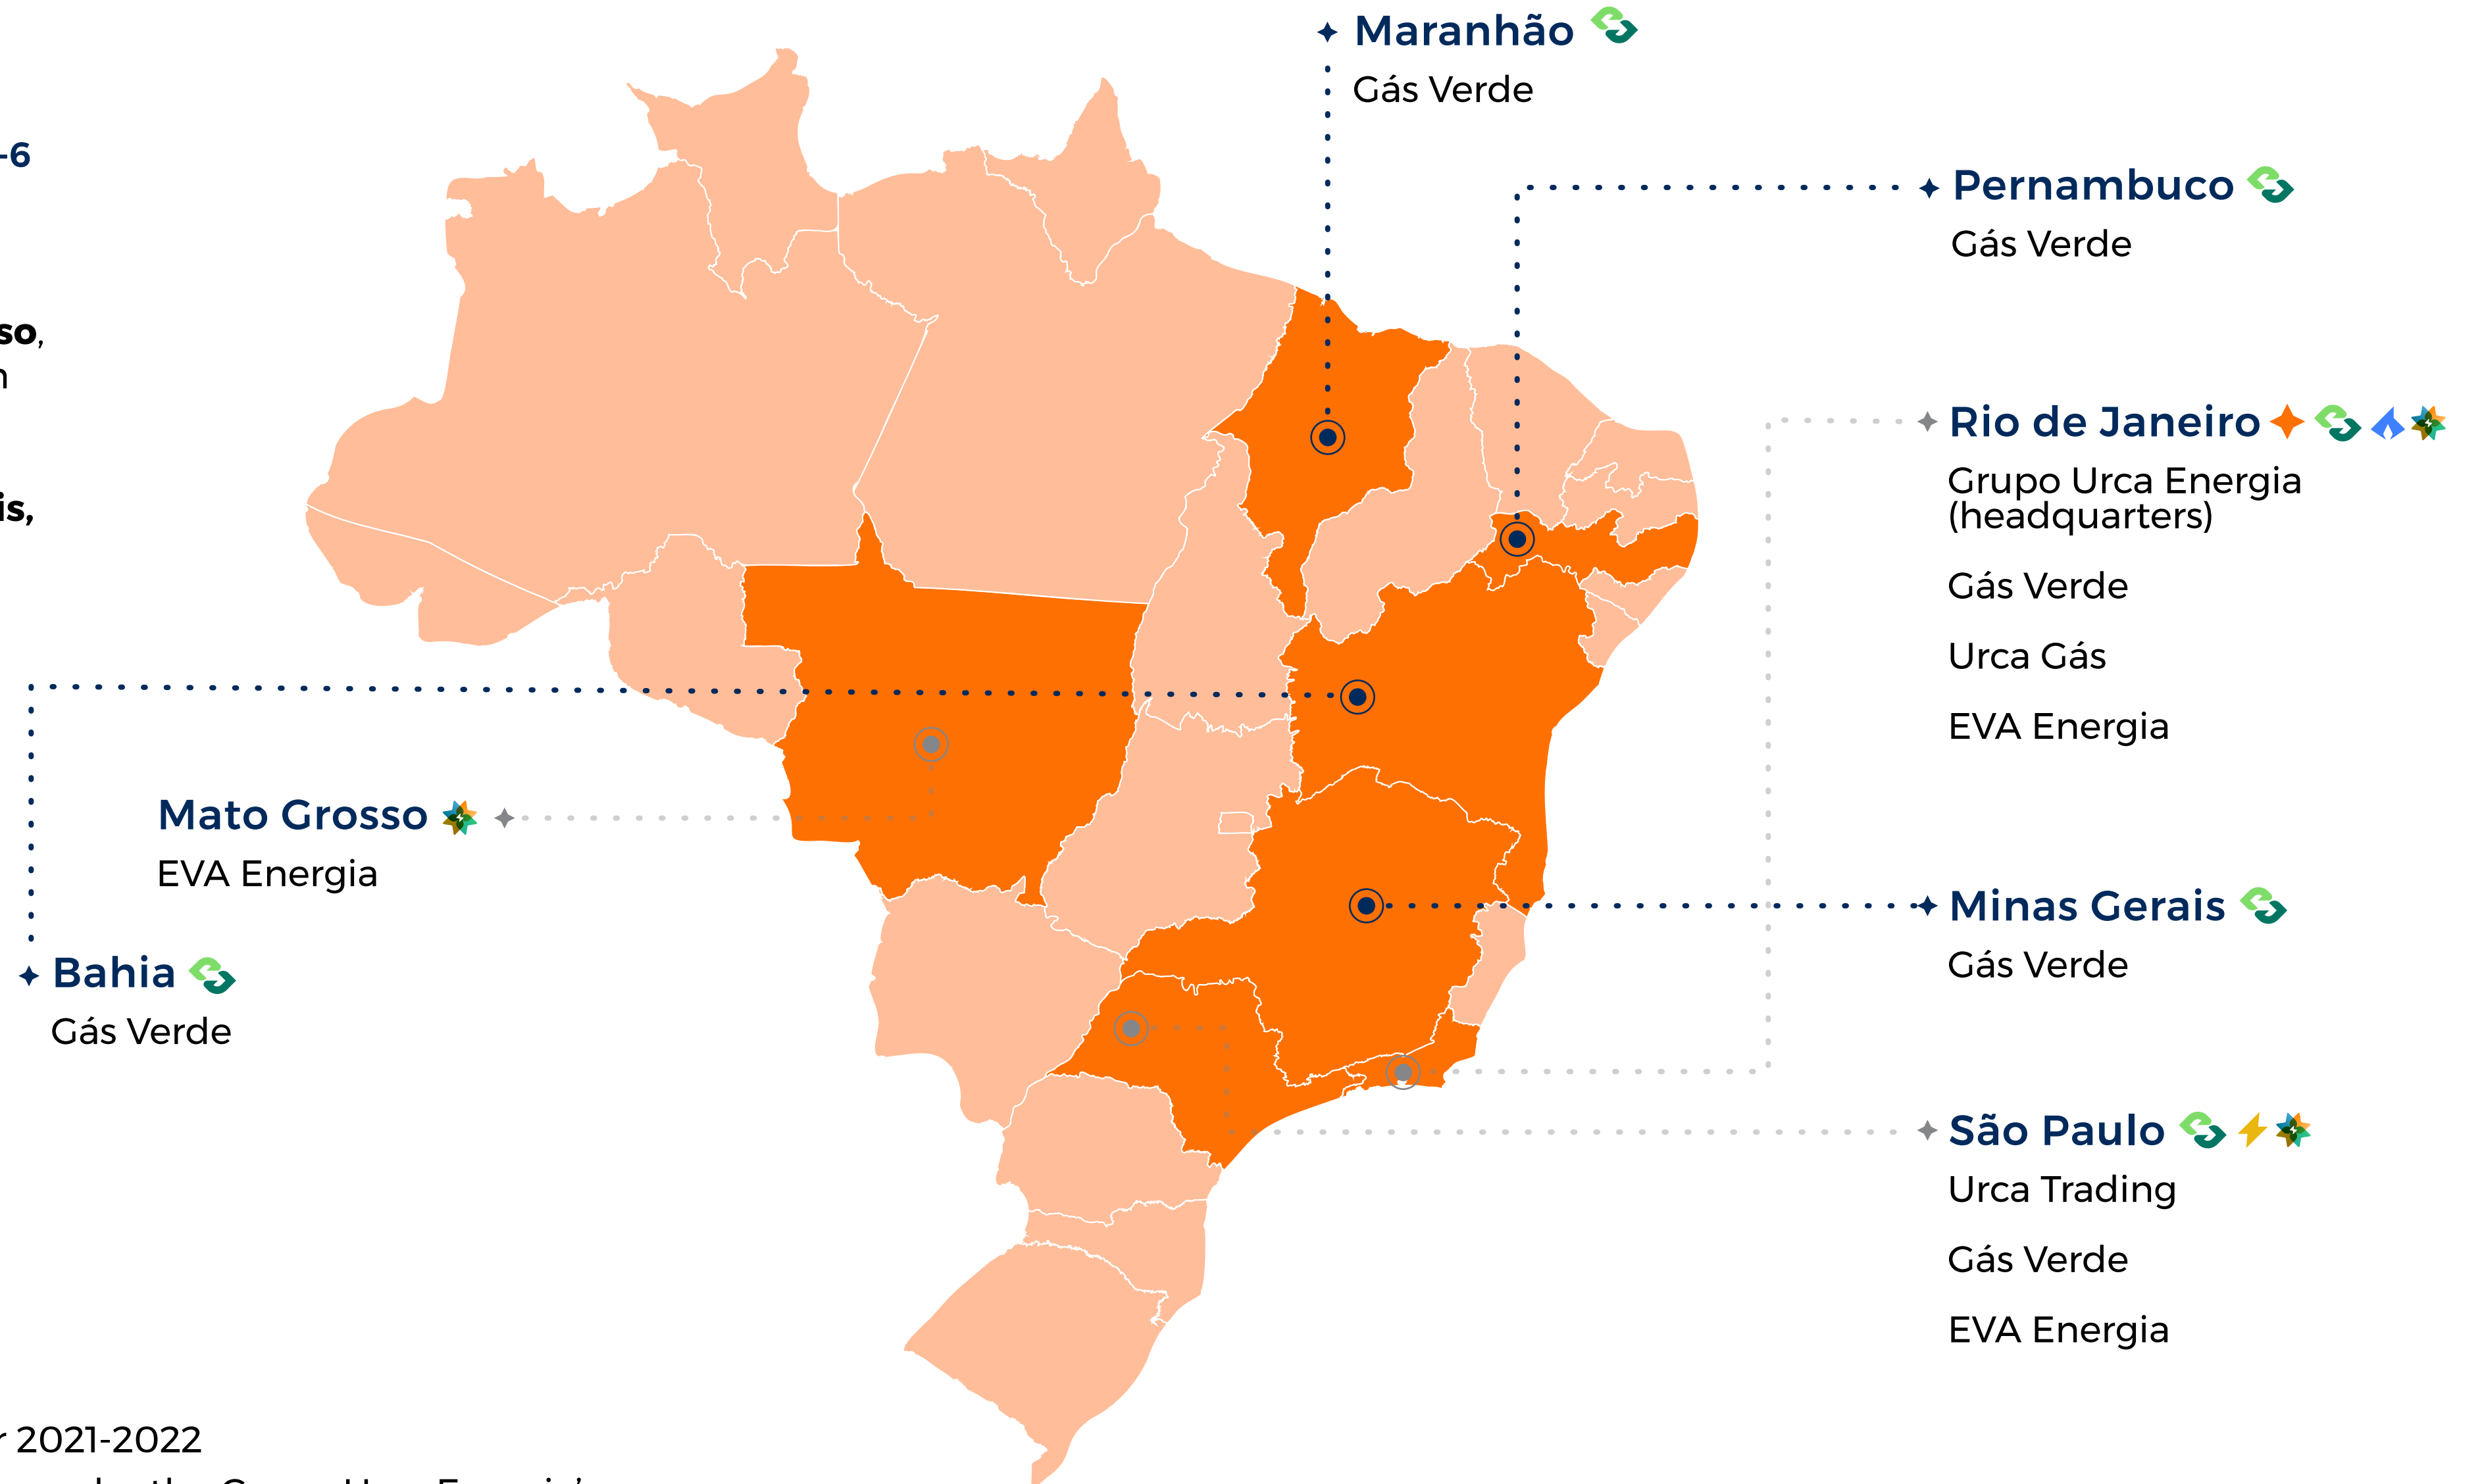 -6
so,
is,
Maranhão
Gás Verde
Pernambuco
Gás Verde
Rio de Janeiro
Grupo Urca Energia
(headquarters)
Gás Verde
Urca Gás
EVA Energia
Mato Grosso
EVA Energia
Bahia
Gás Verde
Minas Gerais
Gás Verde
São Paulo
Urca Trading
Gás Verde
EVA Energia
r 2021-2022